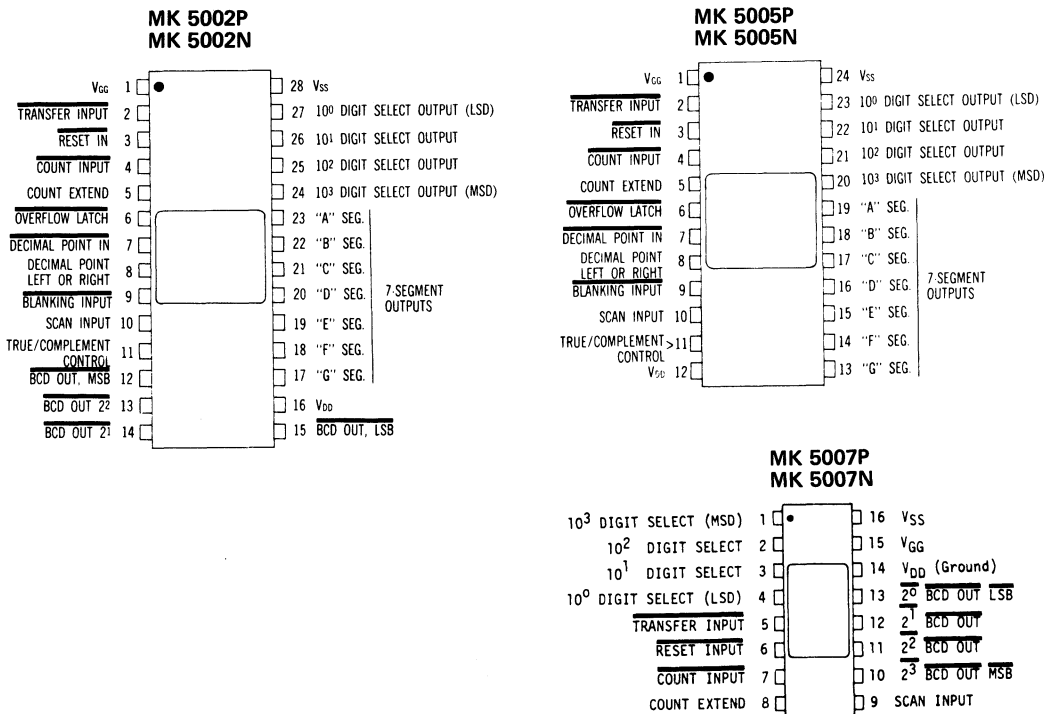 MK 5002P
MK 5002N
VGG 1
TRANSFER INPUT 2
RESET IN 3
COUNT INPUT 4
COUNT EXTEND 5
OVERFLOW LATCH 6
DECIMAL POINT IN 7
DECIMAL POINT
LEFT OR RIGHT 8
BLANKING INPUT 9
SCAN INPUT 10
TRUE/COMPLEMENT
CONTROL 11
BCD OUT, MSB 12
BCD OUT 2² 13
BCD OUT 2¹ 14
28 VSS
27 10⁰ DIGIT SELECT OUTPUT (LSD)
26 10¹ DIGIT SELECT OUTPUT
25 10² DIGIT SELECT OUTPUT
24 10³ DIGIT SELECT OUTPUT (MSD)
23 "A" SEG.
22 "B" SEG.
21 "C" SEG.
20 "D" SEG.
19 "E" SEG.
18 "F" SEG.
17 "G" SEG.
7-SEGMENT
OUTPUTS
16 VDD
15 BCD OUT, LSB
MK 5005P
MK 5005N
VGG 1
TRANSFER INPUT 2
RESET IN 3
COUNT INPUT 4
COUNT EXTEND 5
OVERFLOW LATCH 6
DECIMAL POINT IN 7
DECIMAL POINT
LEFT OR RIGHT 8
BLANKING INPUT 9
SCAN INPUT 10
TRUE/COMPLEMENT >11
CONTROL
VDD 12
24 VSS
23 10⁰ DIGIT SELECT OUTPUT (LSD)
22 10¹ DIGIT SELECT OUTPUT
21 10² DIGIT SELECT OUTPUT
20 10³ DIGIT SELECT OUTPUT (MSD)
19 "A" SEG.
18 "B" SEG.
17 "C" SEG.
16 "D" SEG.
15 "E" SEG.
14 "F" SEG.
13 "G" SEG.
7-SEGMENT
OUTPUTS
MK 5007P
MK 5007N
10³ DIGIT SELECT (MSD) 1
10² DIGIT SELECT 2
10¹ DIGIT SELECT 3
10⁰ DIGIT SELECT (LSD) 4
TRANSFER INPUT 5
RESET INPUT 6
COUNT INPUT 7
COUNT EXTEND 8
16 VSS
15 VGG
14 VDD (Ground)
13 2⁰ BCD OUT LSB
12 2¹ BCD OUT
11 2² BCD OUT
10 2³ BCD OUT MSB
9 SCAN INPUT